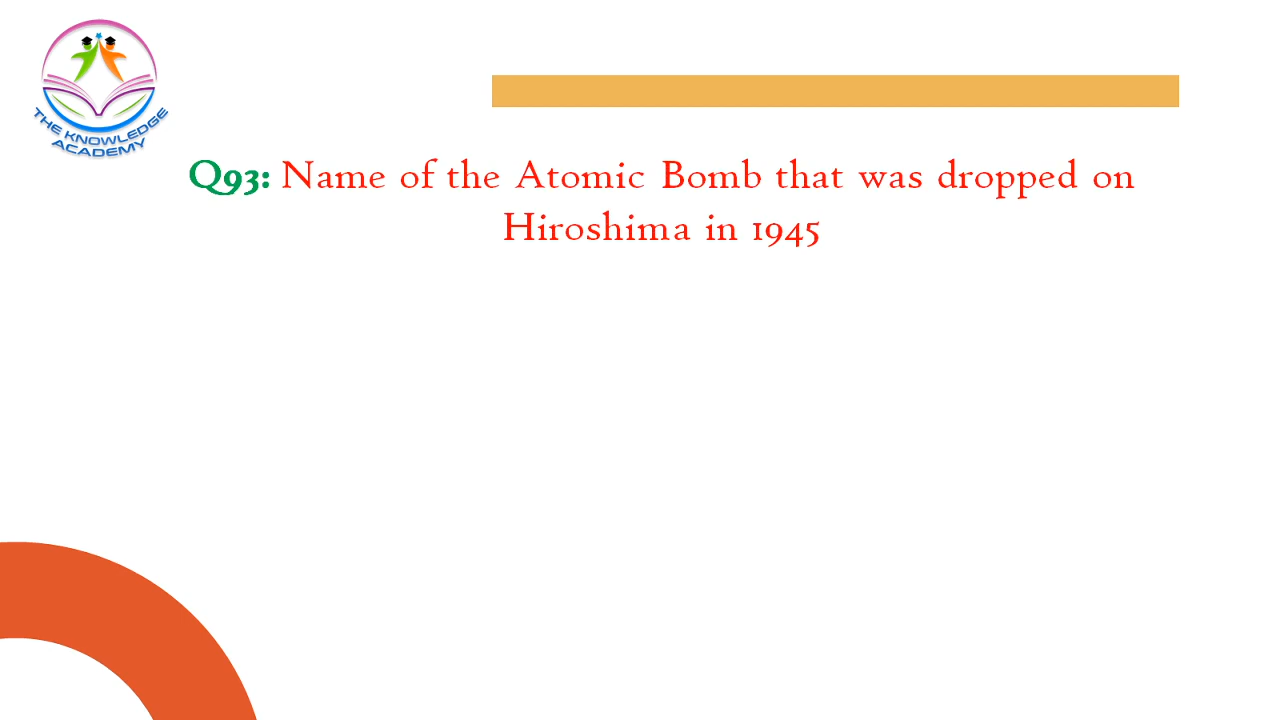 THE KNOWLEDGE
ACADEMY
Q93: Name of the Atomic Bomb that was dropped on
Hiroshima in 1945